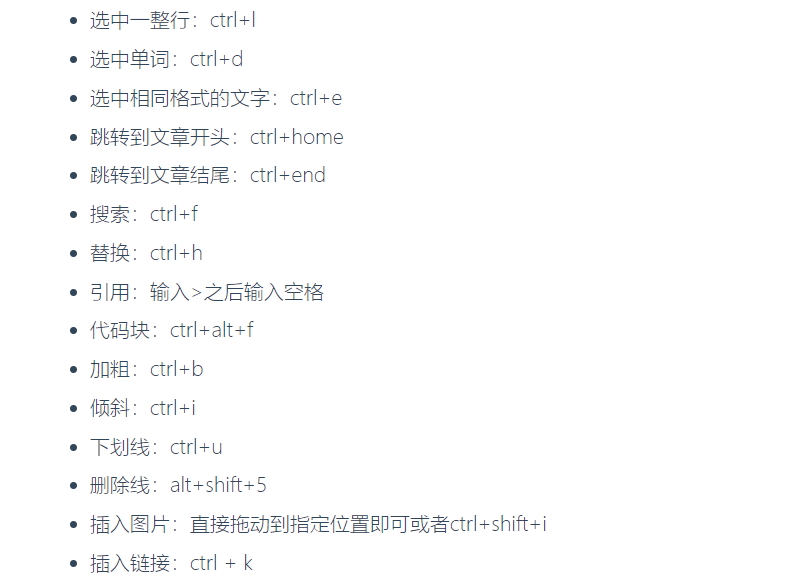 选中一整行：ctrl+l
选中单词：ctrl+d
选中相同格式的文字：ctrl+e
跳转到文章开头：ctrl+home
跳转到文章结尾：ctrl+end
搜索：ctrl+f
替换：ctrl+h
引用：输入>之后输入空格
代码块：ctrl+alt+f
加粗：ctrl+b
倾斜：ctrl+i
下划线：ctrl+u
删除线：alt+shift+5
插入图片：直接拖动到指定位置即可或者ctrl+shift+i
插入链接：ctrl + k